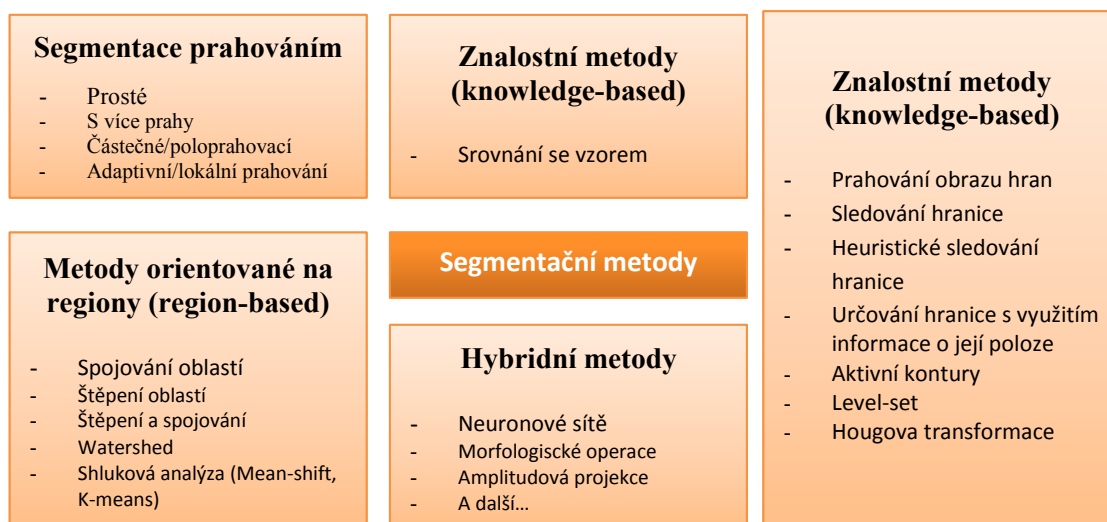 Segmentace prahováním
- Prosté
- S více prahy
- Částečné/poloprahovací
- Adaptivní/lokální prahování
Znalostní metody
(knowledge-based)
- Srovnání se vzorem
Znalostní metody
(knowledge-based)
- Prahování obrazu hran
- Sledování hranice
- Heuristické sledování
hranice
- Určování hranice s využitím
informace o její poloze
- Aktivní kontury
- Level-set
- Hougova transformace
Metody orientované na
regiony (region-based)
- Spojování oblastí
- Štěpení oblastí
- Štěpení a spojování
- Watershed
- Shluková analýza (Mean-shift,
K-means)
Segmentační metody
Hybridní metody
- Neuronové sítě
- Morfologiscké operace
- Amplitudová projekce
- A další...